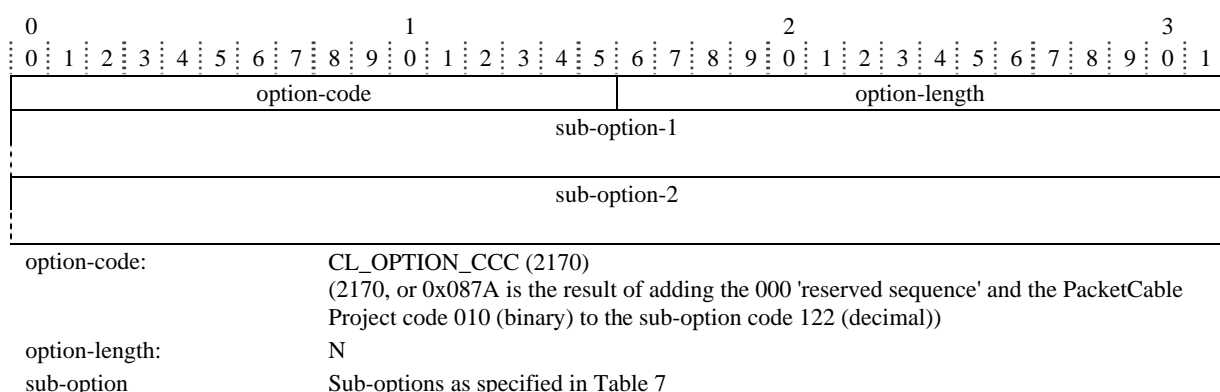 0 1 2 3
0 1 2 3 4 5 6 7 8 9 0 1 2 3 4 5 6 7 8 9 0 1 2 3 4 5 6 7 8 9 0 1
option-code option-length
sub-option-1
sub-option-2
option-code: CL_OPTION_CCC (2170)
(2170, or 0x087A is the result of adding the 000 'reserved sequence' and the PacketCable
Project code 010 (binary) to the sub-option code 122 (decimal))
option-length: N
sub-option Sub-options as specified in Table 7